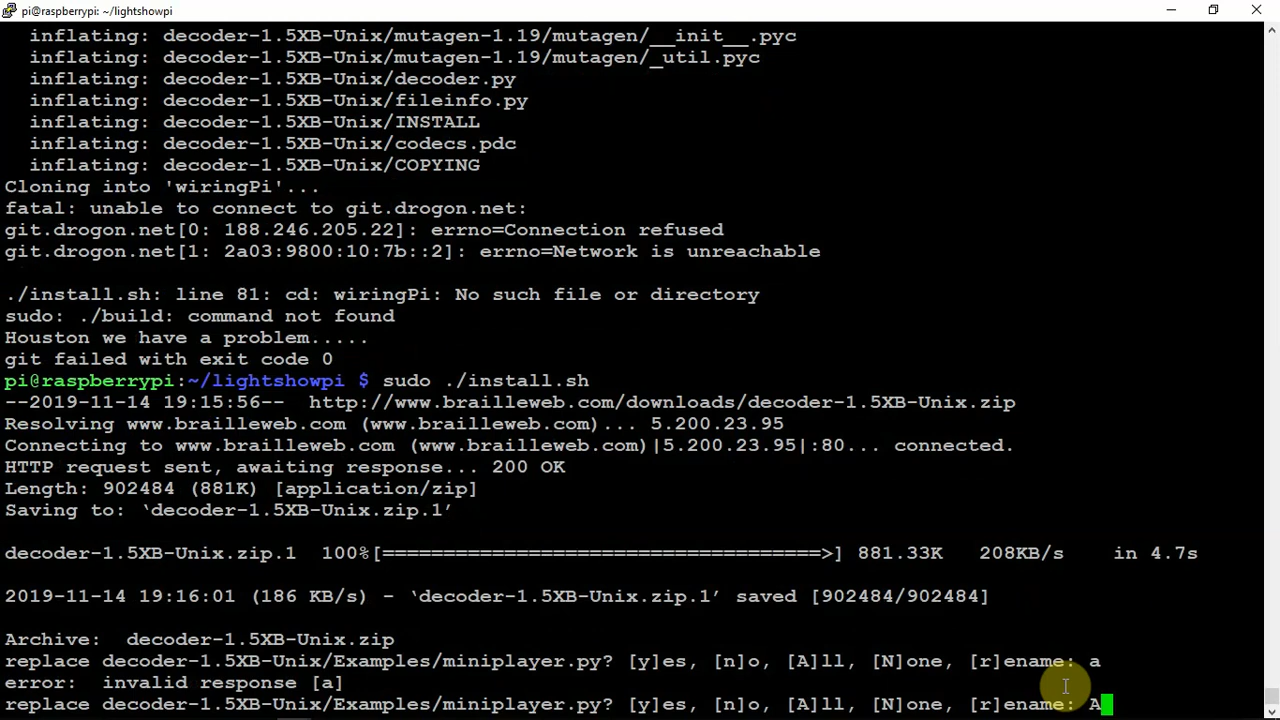 pi@raspberrypi: ~/lightshowpi
inflating: decoder-1.5XB-Unix/mutagen-1.19/mutagen/__init__.pyc
inflating: decoder-1.5XB-Unix/mutagen-1.19/mutagen/_util.pyc
inflating: decoder-1.5XB-Unix/decoder.py
inflating: decoder-1.5XB-Unix/fileinfo.py
inflating: decoder-1.5XB-Unix/INSTALL
inflating: decoder-1.5XB-Unix/codecs.pdc
inflating: decoder-1.5XB-Unix/COPYING
Cloning into 'wiringPi'...
fatal: unable to connect to git.drogon.net:
git.drogon.net[0: 188.246.205.22]: errno=Connection refused
git.drogon.net[1: 2a03:9800:10:7b::2]: errno=Network is unreachable
./install.sh: line 81: cd: wiringPi: No such file or directory
sudo: ./build: command not found
Houston we have a problem.....
git failed with exit code 0
pi@raspberrypi:~/lightshowpi $ sudo ./install.sh
--2019-11-14 19:15:56--  http://www.brailleweb.com/downloads/decoder-1.5XB-Unix.zip
Resolving www.brailleweb.com (www.brailleweb.com)... 5.200.23.95
Connecting to www.brailleweb.com (www.brailleweb.com)|5.200.23.95|:80... connected.
HTTP request sent, awaiting response... 200 OK
Length: 902484 (881K) [application/zip]
Saving to: ‘decoder-1.5XB-Unix.zip.1’
decoder-1.5XB-Unix.zip.1  100%[=====================================>] 881.33K   208KB/s    in 4.7s
2019-11-14 19:16:01 (186 KB/s) - ‘decoder-1.5XB-Unix.zip.1’ saved [902484/902484]
Archive:  decoder-1.5XB-Unix.zip
replace decoder-1.5XB-Unix/Examples/miniplayer.py? [y]es, [n]o, [A]ll, [N]one, [r]ename: a
error:  invalid response [a]
replace decoder-1.5XB-Unix/Examples/miniplayer.py? [y]es, [n]o, [A]ll, [N]one, [r]ename: A